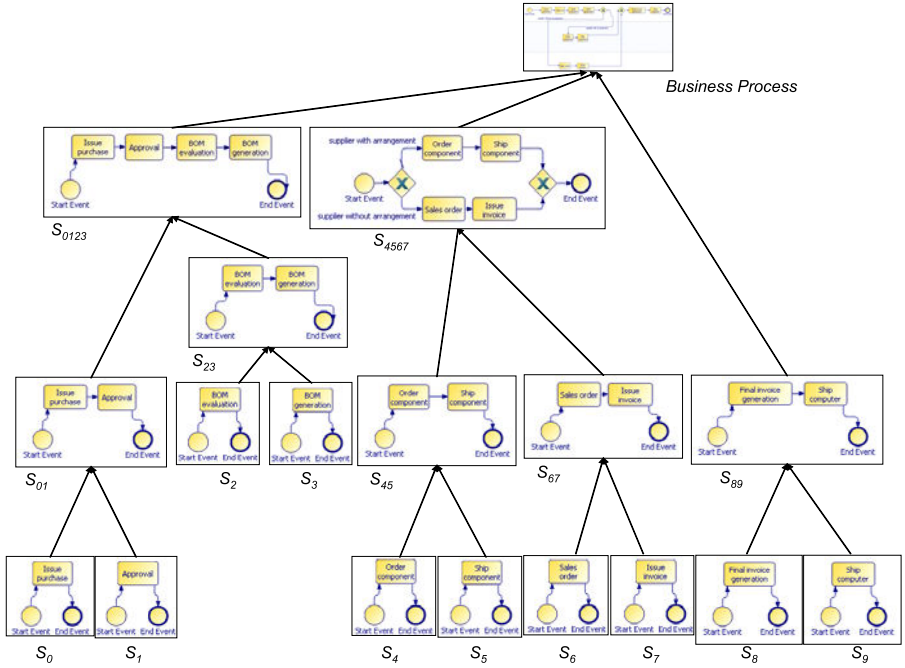 Business Process
Issue purchase
Approval
BOM evaluation
BOM generation
Start Event
End Event
S0123
supplier with arrangement
Order component
Ship component
X
X
Start Event
End Event
Sales order
Issue invoice
supplier without arrangement
S4567
BOM evaluation
BOM generation
Start Event
End Event
S23
Issue purchase
Approval
Start Event
End Event
S01
BOM evaluation
Start Event
End Event
S2
BOM generation
Start Event
End Event
S3
Order component
Ship component
Start Event
End Event
S45
Sales order
Issue invoice
Start Event
End Event
S67
Final invoice generation
Ship computer
Start Event
End Event
S89
Issue purchase
Start Event
End Event
S0
Approval
Start Event
End Event
S1
Order component
Start Event
End Event
S4
Ship component
Start Event
End Event
S5
Sales order
Start Event
End Event
S6
Issue invoice
Start Event
End Event
S7
Final invoice generation
Start Event
End Event
S8
Ship computer
Start Event
End Event
S9